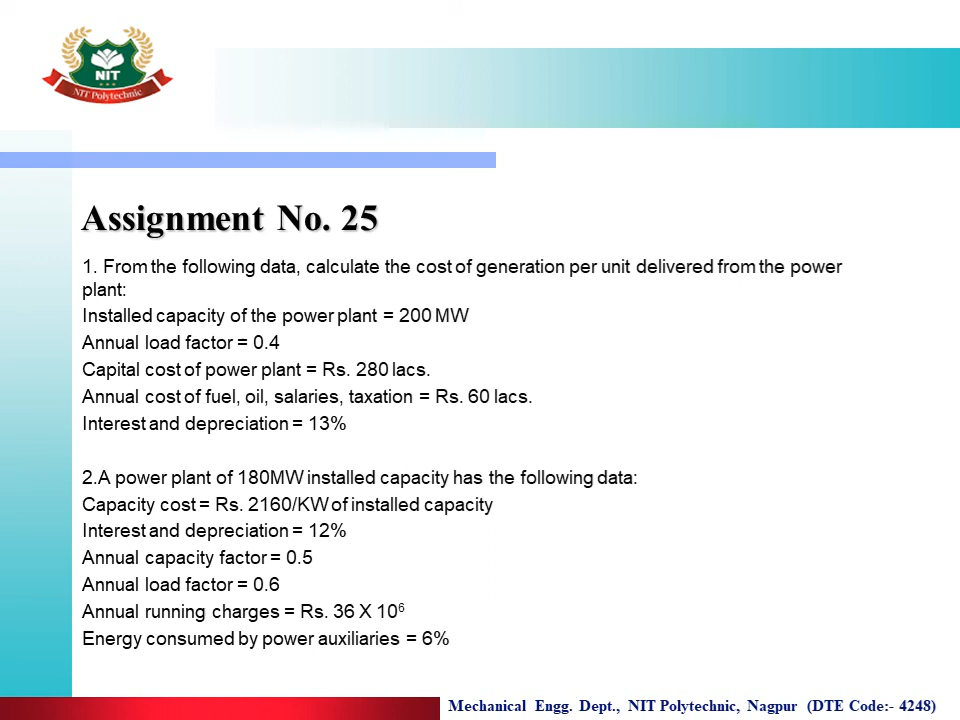 NIT
NIT Polytechnic
Assignment No. 25
1. From the following data, calculate the cost of generation per unit delivered from the power
plant:
Installed capacity of the power plant = 200 MW
Annual load factor = 0.4
Capital cost of power plant = Rs. 280 lacs.
Annual cost of fuel, oil, salaries, taxation = Rs. 60 lacs.
Interest and depreciation = 13%
2.A power plant of 180MW installed capacity has the following data:
Capacity cost = Rs. 2160/KW of installed capacity
Interest and depreciation = 12%
Annual capacity factor = 0.5
Annual load factor = 0.6
Annual running charges = Rs. 36 X 10⁶
Energy consumed by power auxiliaries = 6%
Mechanical Engg. Dept., NIT Polytechnic, Nagpur (DTE Code:- 4248)